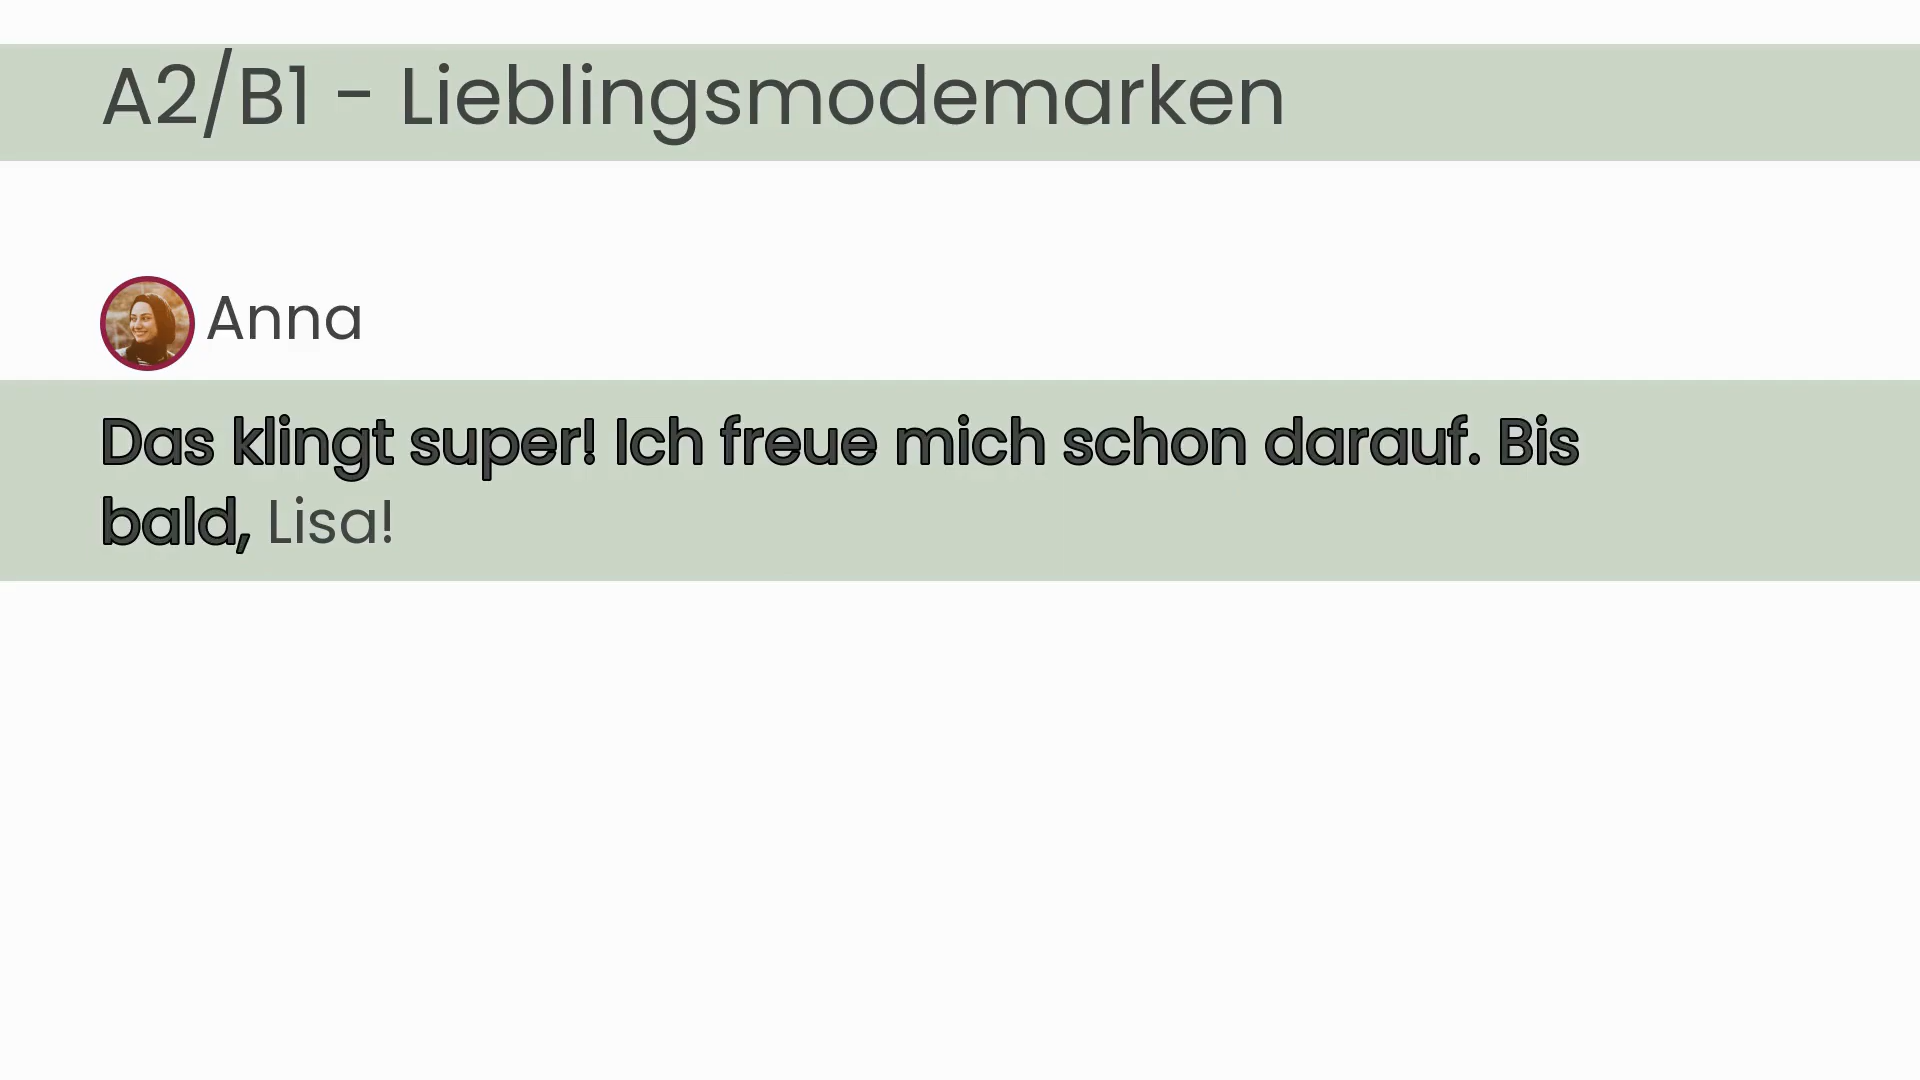 A2/B1 - Lieblingsmodemarken
Anna
Das klingt super! Ich freue mich schon darauf. Bis
bald, Lisa!